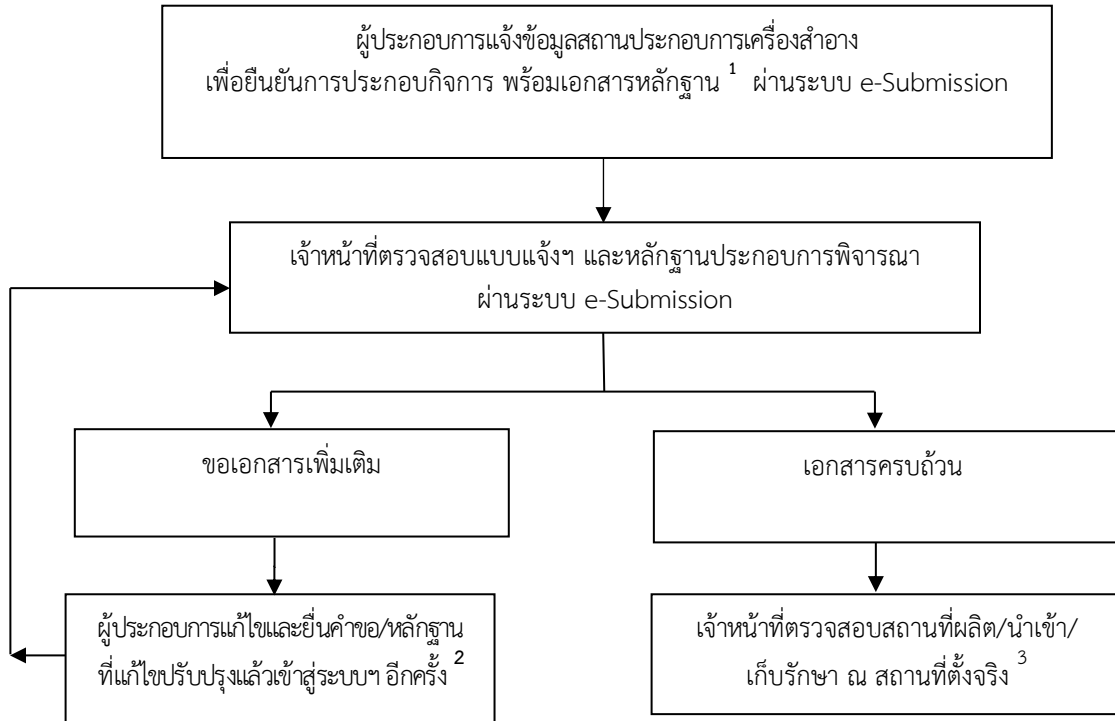 ผู้ประกอบการแจ้งข้อมูลสถานประกอบการเครื่องสำอาง
เพื่อยืนยันการประกอบกิจการ พร้อมเอกสารหลักฐาน 1 ผ่านระบบ e-Submission
เจ้าหน้าที่ตรวจสอบแบบแจ้งฯ และหลักฐานประกอบการพิจารณา
ผ่านระบบ e-Submission
ขอเอกสารเพิ่มเติม
เอกสารครบถ้วน
ผู้ประกอบการแก้ไขและยื่นคำขอ/หลักฐาน
ที่แก้ไขปรับปรุงแล้วเข้าสู่ระบบฯ อีกครั้ง 2
เจ้าหน้าที่ตรวจสอบสถานที่ผลิต/นำเข้า/
เก็บรักษา ณ สถานที่ตั้งจริง 3